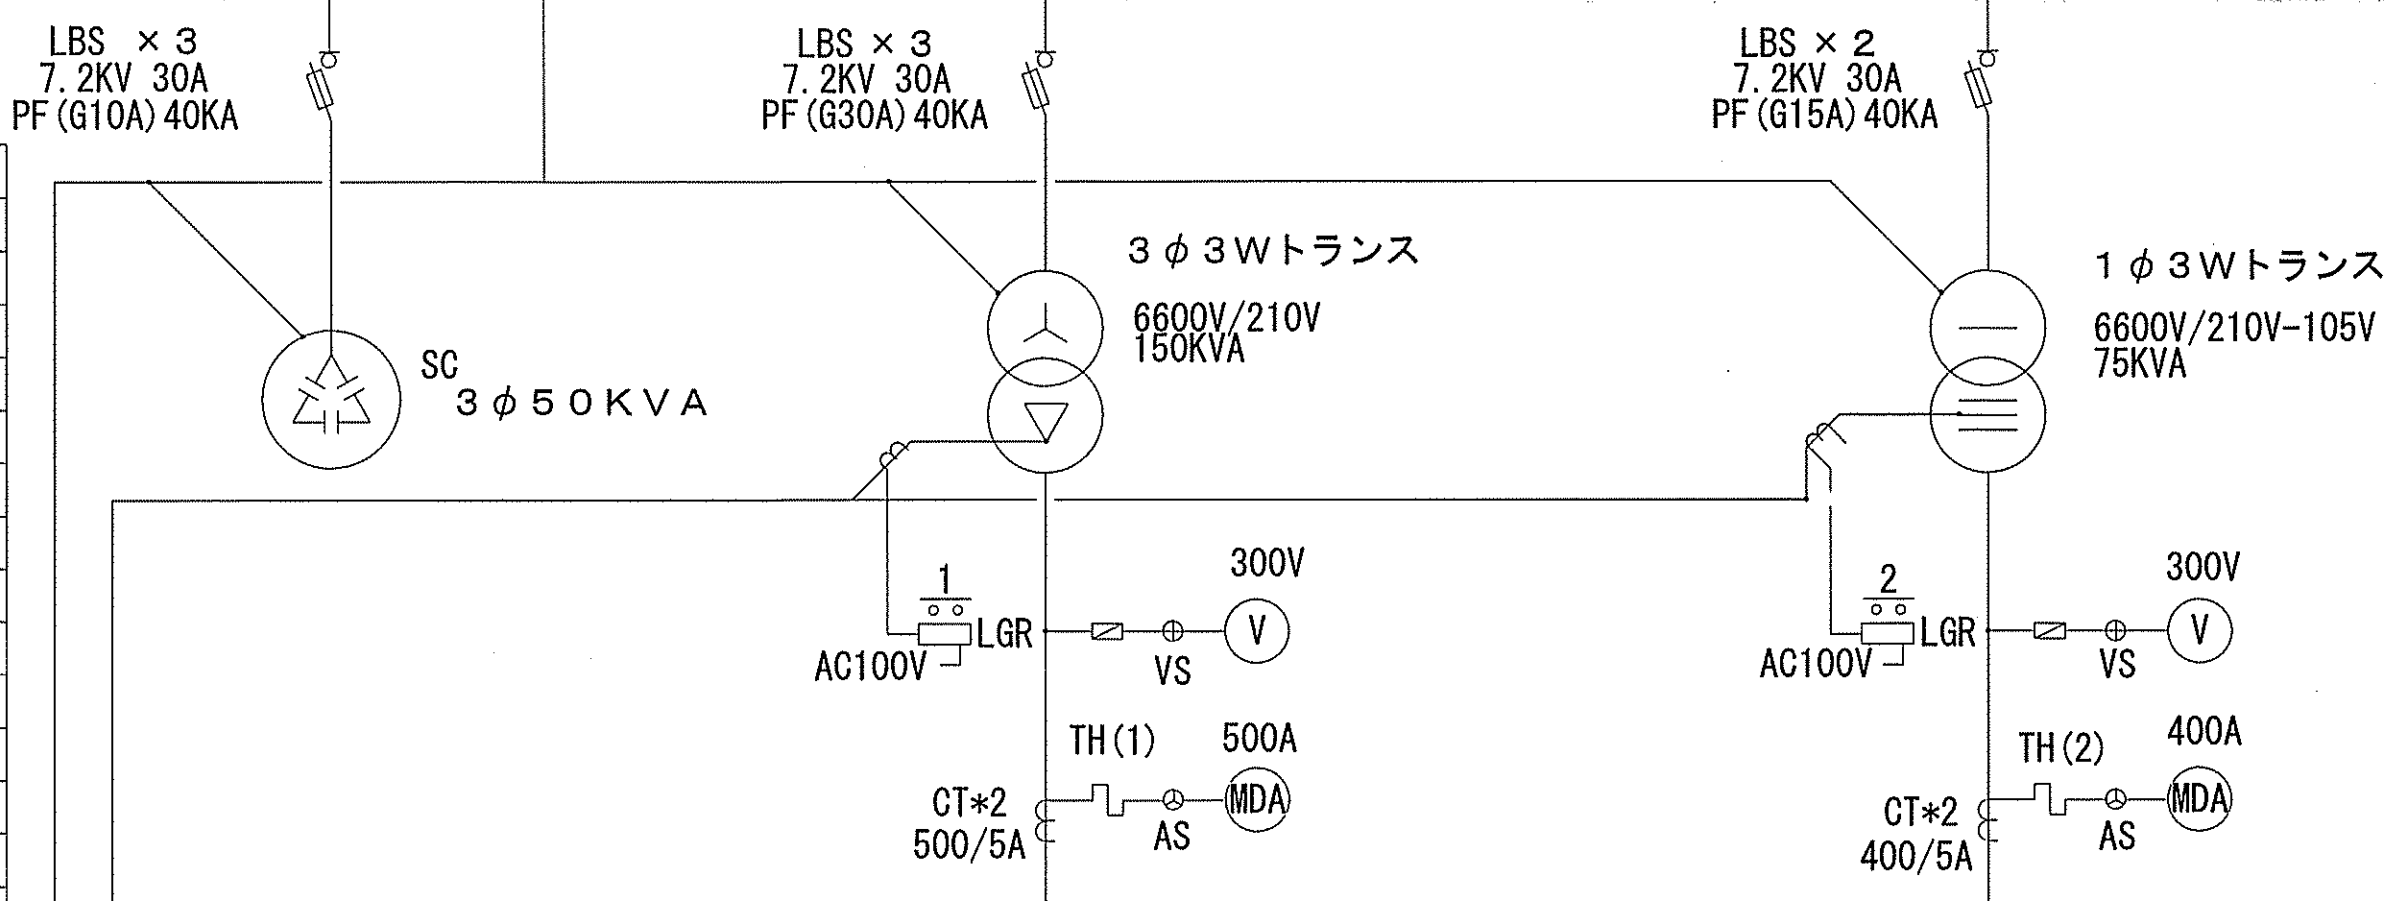 LBS × 3
7.2KV 30A
PF(G10A)40KA
LBS × 3
7.2KV 30A
PF(G30A)40KA
LBS × 2
7.2KV 30A
PF(G15A)40KA
SC
3φ50KVA
3φ3Wトランス
6600V/210V
150KVA
1φ3Wトランス
6600V/210V-105V
75KVA
1
LGR
AC100V
300V
V
VS
TH(1)
500A
MDA
AS
CT*2
500/5A
2
LGR
AC100V
300V
V
VS
TH(2)
400A
MDA
AS
CT*2
400/5A